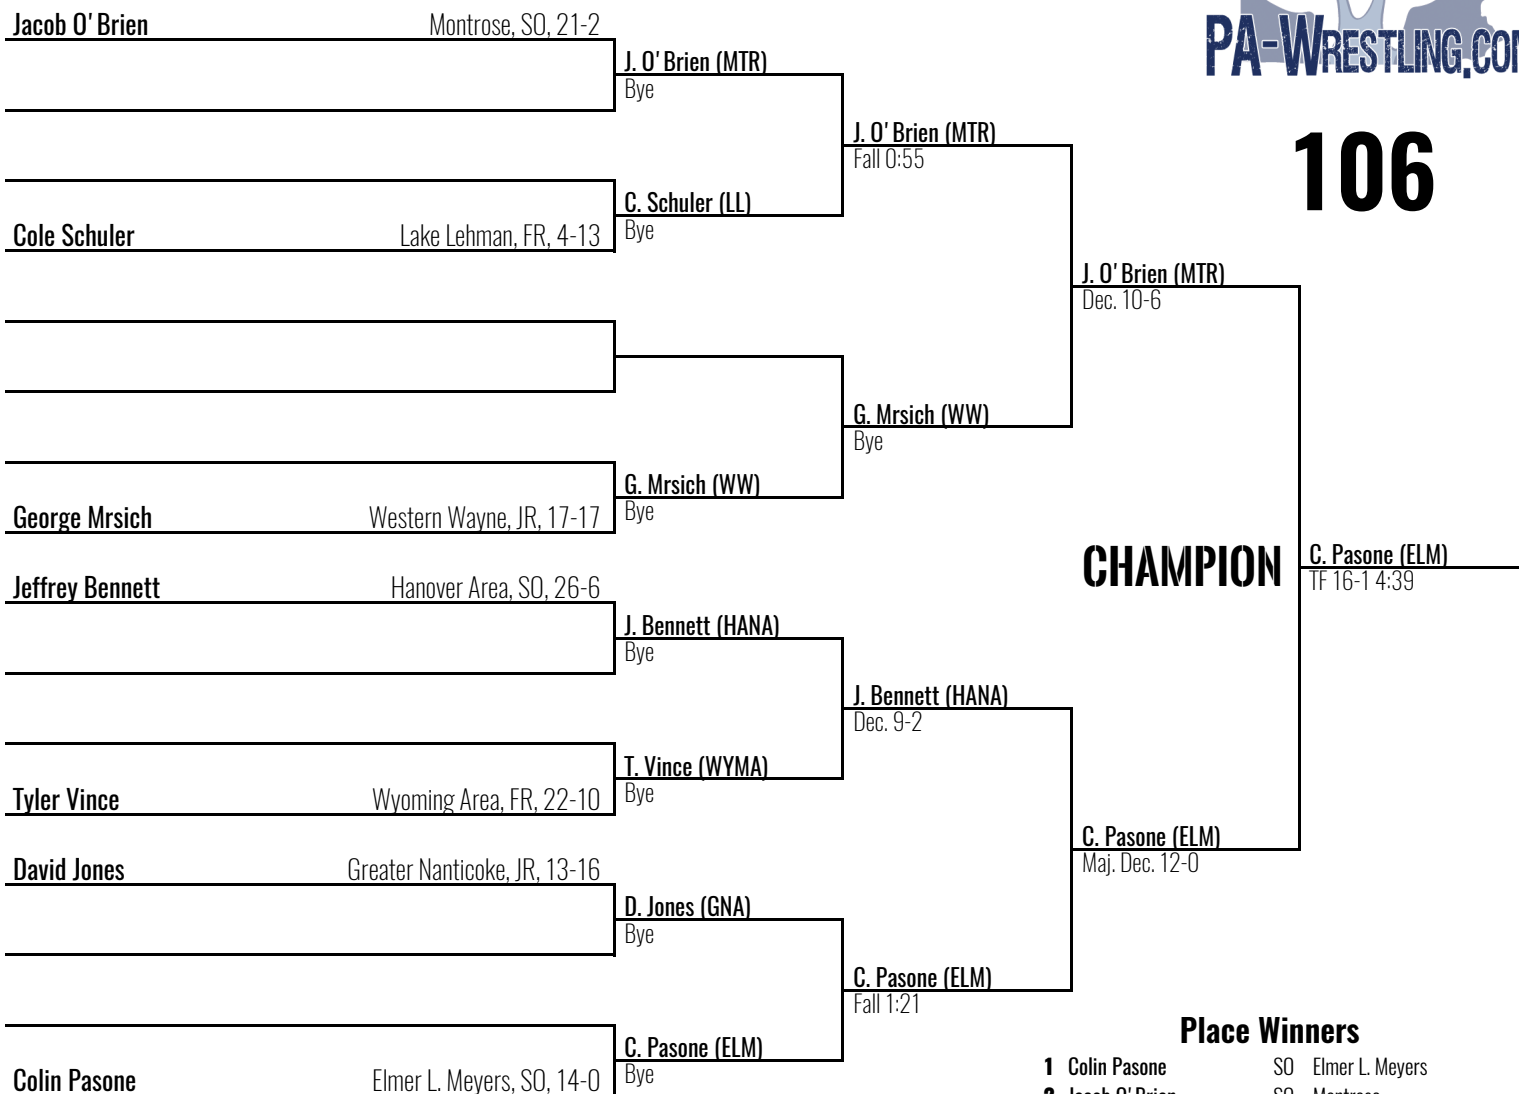 Jacob O'Brien Montrose, SO, 21-2
J. O'Brien (MTR)
Bye
PA-WRESTLING.CO
J. O'Brien (MTR)
Fall 0:55
106
C. Schuler (LL)
Bye
Cole Schuler Lake Lehman, FR, 4-13
J. O'Brien (MTR)
Dec. 10-6
G. Mrsich (WW)
Bye
G. Mrsich (WW)
Bye
George Mrsich Western Wayne, JR, 17-17
CHAMPION
C. Pasone (ELM)
TF 16-1 4:39
Jeffrey Bennett Hanover Area, SO, 26-6
J. Bennett (HANA)
Bye
J. Bennett (HANA)
Dec. 9-2
T. Vince (WYMA)
Bye
Tyler Vince Wyoming Area, FR, 22-10
C. Pasone (ELM)
Maj. Dec. 12-0
David Jones Greater Nanticoke, JR, 13-16
D. Jones (GNA)
Bye
C. Pasone (ELM)
Fall 1:21
C. Pasone (ELM)
Bye
Colin Pasone Elmer L. Meyers, SO, 14-0
Place Winners
1 Colin Pasone SO Elmer L. Meyers
2 Jacob O'Brien SO Montrose